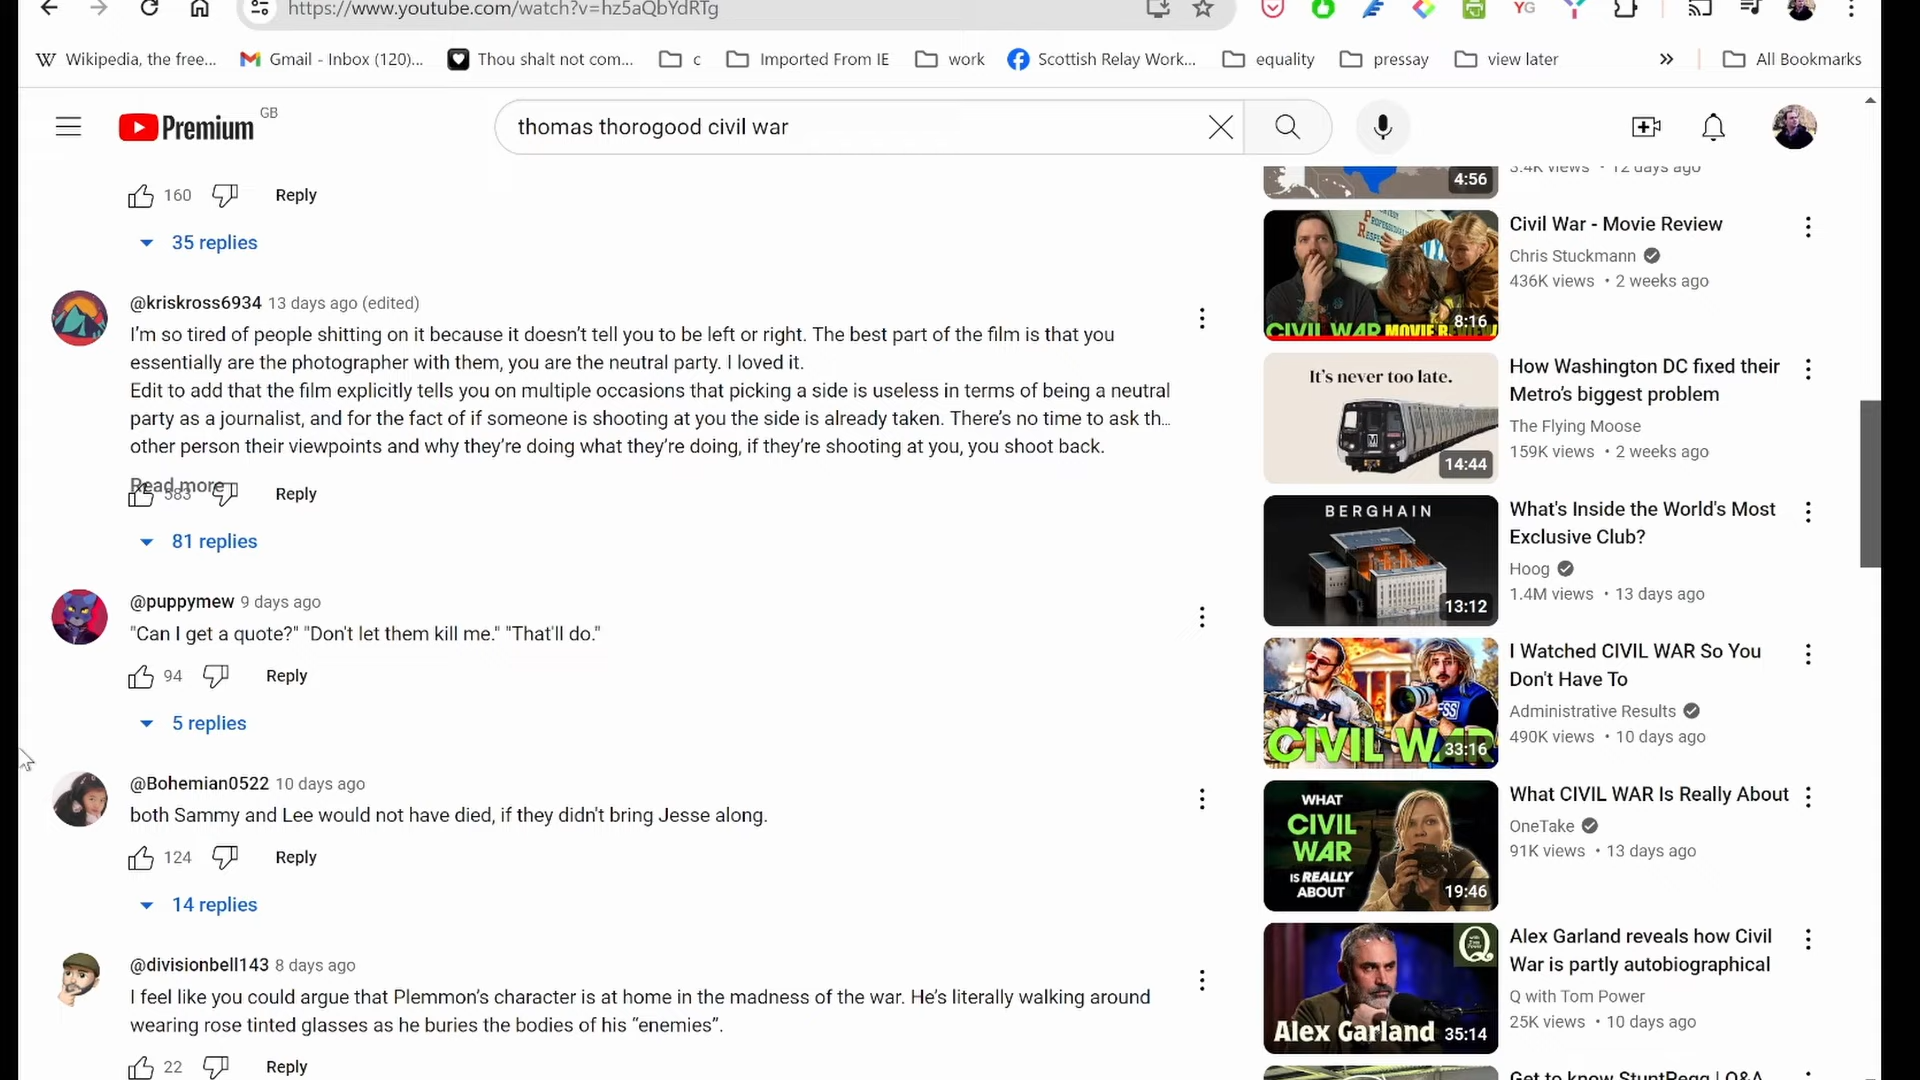 https://www.youtube.com/watch?v=hz5aQbYdRTg
YG
Wikipedia, the free...
Gmail - Inbox (120)...
Thou shalt not com...
c
Imported From IE
work
Scottish Relay Work...
equality
pressay
view later
All Bookmarks
Premium
GB
thomas thorogood civil war
160
Reply
35 replies
@kriskross6934 13 days ago (edited)
I'm so tired of people shitting on it because it doesn't tell you to be left or right. The best part of the film is that you
essentially are the photographer with them, you are the neutral party. I loved it.
Edit to add that the film explicitly tells you on multiple occasions that picking a side is useless in terms of being a neutral
party as a journalist, and for the fact of if someone is shooting at you the side is already taken. There's no time to ask th...
other person their viewpoints and why they're doing what they're doing, if they're shooting at you, you shoot back.
Read more
583
Reply
81 replies
@puppymew 9 days ago
"Can I get a quote?" "Don't let them kill me." "That'll do."
94
Reply
5 replies
@Bohemian0522 10 days ago
both Sammy and Lee would not have died, if they didn't bring Jesse along.
124
Reply
14 replies
@divisionbell143 8 days ago
I feel like you could argue that Plemmon's character is at home in the madness of the war. He's literally walking around
wearing rose tinted glasses as he buries the bodies of his “enemies”.
22
Reply
4:56
3.4K views • 12 days ago
CIVIL WAR MOVIE REVIEW
8:16
Civil War - Movie Review
Chris Stuckmann
436K views • 2 weeks ago
It's never too late.
M
14:44
How Washington DC fixed their
Metro's biggest problem
The Flying Moose
159K views • 2 weeks ago
BERGHAIN
13:12
What's Inside the World's Most
Exclusive Club?
Hoog
1.4M views • 13 days ago
CIVIL WAR
33:16
I Watched CIVIL WAR So You
Don't Have To
Administrative Results
490K views • 10 days ago
WHAT
CIVIL
WAR
IS REALLY
ABOUT
19:46
What CIVIL WAR Is Really About
OneTake
91K views • 13 days ago
Q
with Tom
Power
Alex Garland
35:14
Alex Garland reveals how Civil
War is partly autobiographical
Q with Tom Power
25K views • 10 days ago
Get to know StuntPegg | Q&A